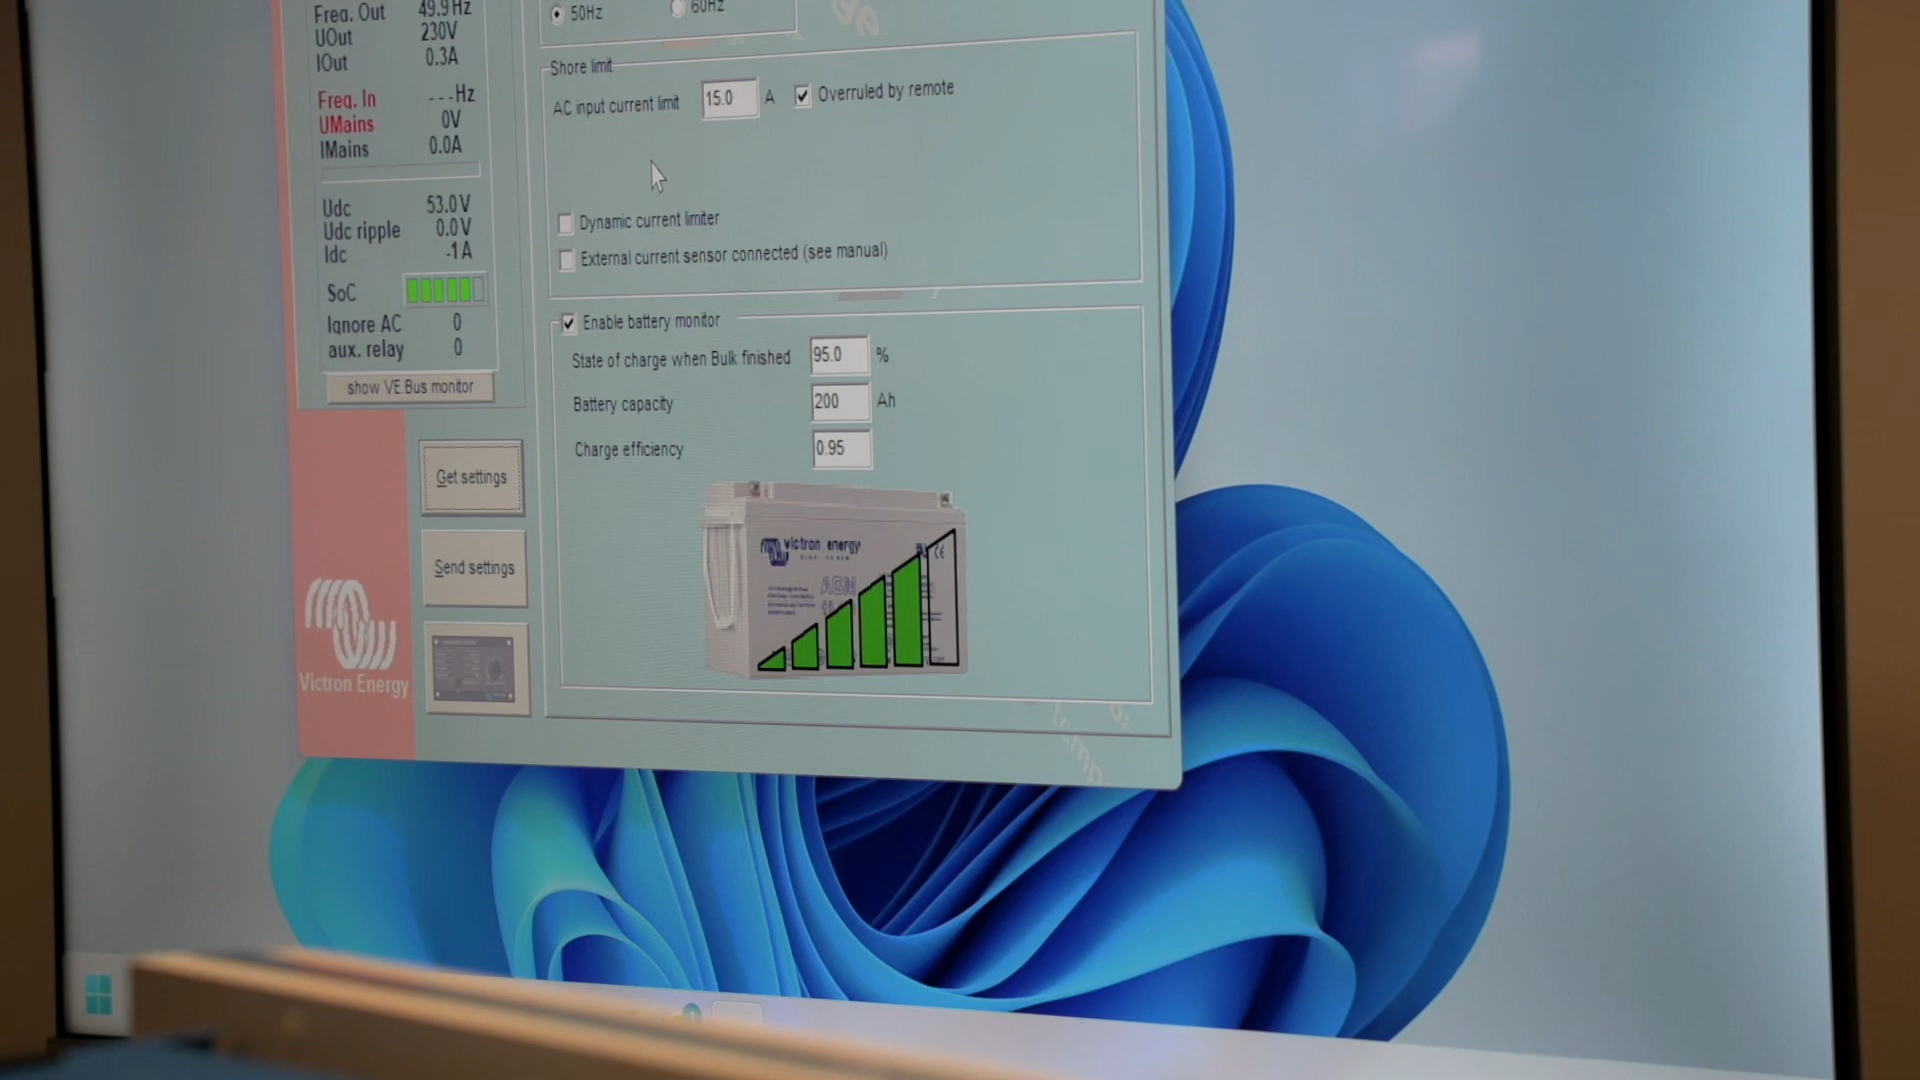 Freq. Out 49.9 Hz
UOut 230V
IOut 0.3A
Freq. In ---Hz
UMains 0V
IMains 0.0A
Udc 53.0V
Udc ripple 0.0V
Idc -1A
SoC
Ignore AC 0
aux. relay 0
show VE.Bus monitor
Get settings
Send settings
Victron Energy
50Hz 60Hz
Shore limit
AC input current limit 15.0 A Overruled by remote
Dynamic current limiter
External current sensor connected (see manual)
Enable battery monitor
State of charge when Bulk finished 95.0 %
Battery capacity 200 Ah
Charge efficiency 0.95
victron energy
BLUE POWER
AGM